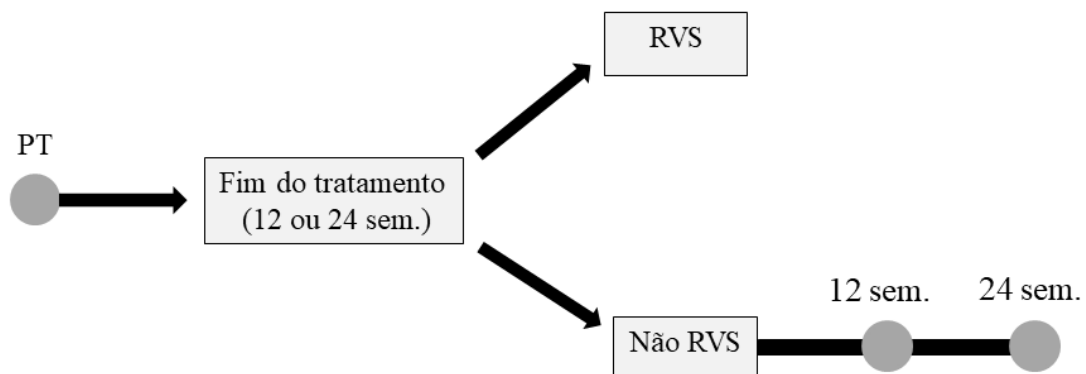 RVS
PT
Fim do tratamento
(12 ou 24 sem.)
12 sem.
24 sem.
Não RVS